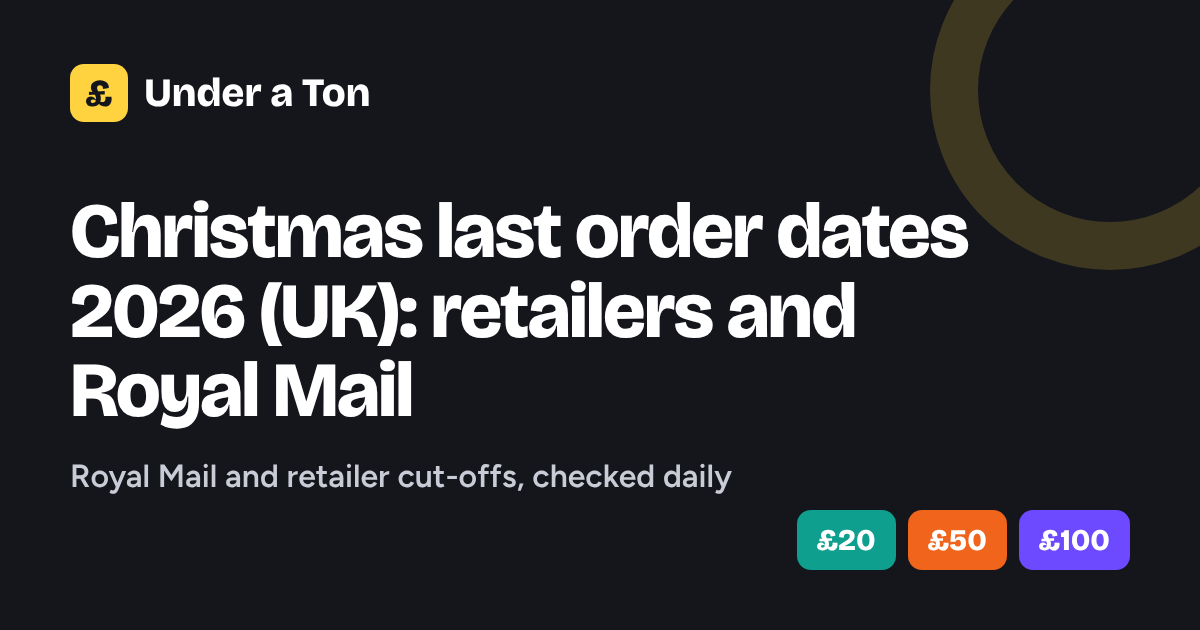 £ Under a Ton
Christmas last order dates
2026 (UK): retailers and
Royal Mail
Royal Mail and retailer cut-offs, checked daily
£20 £50 £100